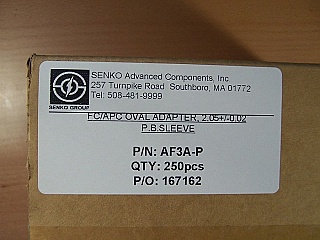 SENKO Advanced Components, Inc
257 Turnpike Road Southboro, MA 01772
Tel: 508-481-9999
SENKO GROUP
FC/APC OVAL ADAPTER, 2.05+/-0.02
P.B.SLEEVE
P/N: AF3A-P
QTY: 250pcs
P/O: 167162